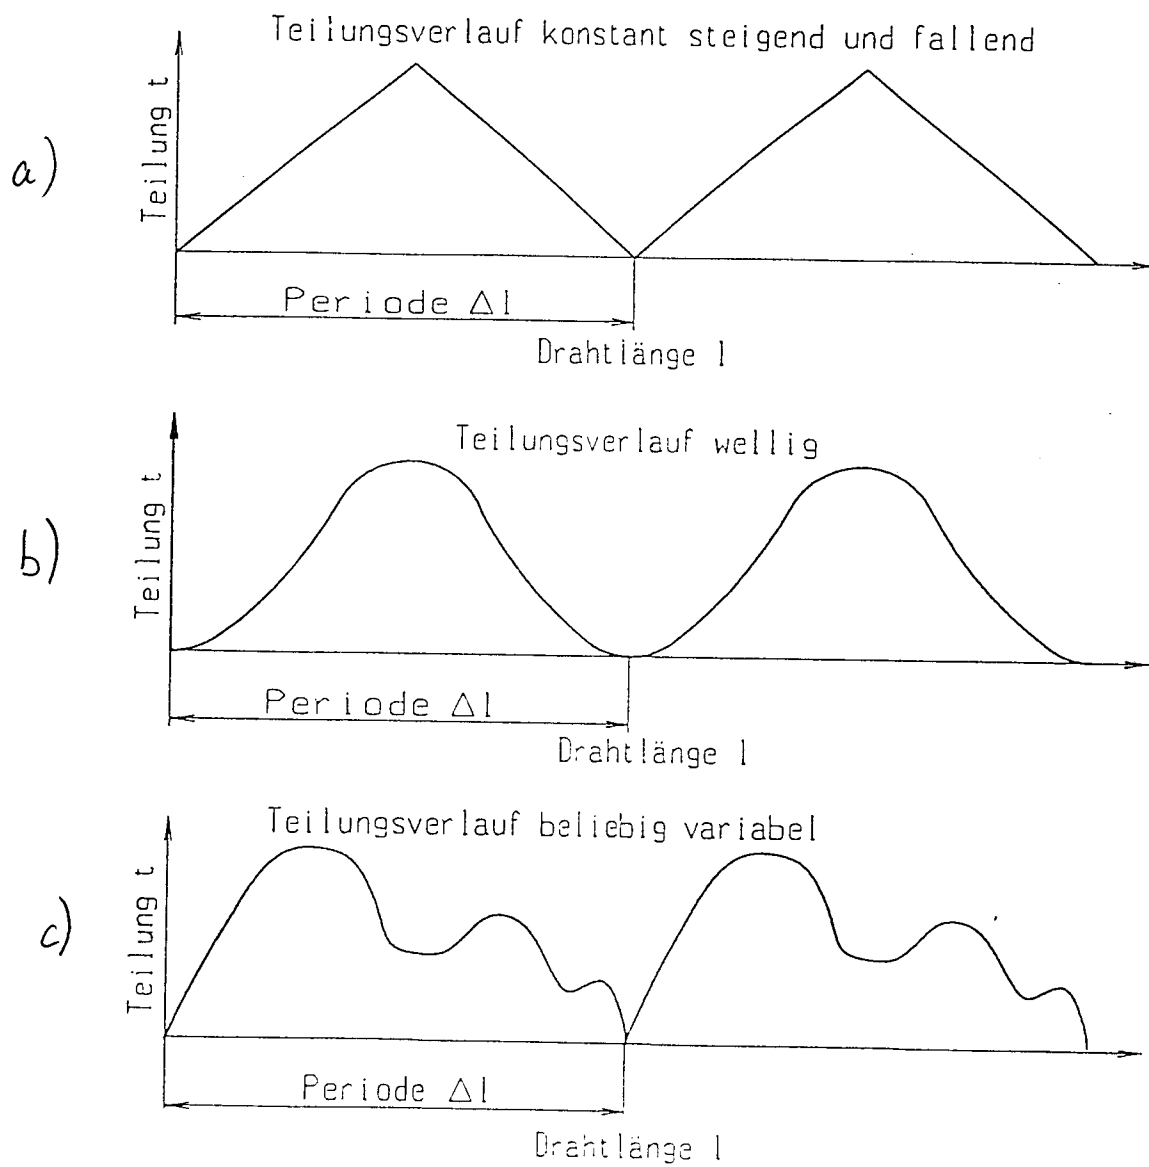 Teilungsverlauf konstant steigend und fallend
Teilung t
a)
Periode Δl
Drahtlänge l
Teilungsverlauf wellig
Teilung t
b)
Periode Δl
Drahtlänge l
Teilungsverlauf beliebig variabel
Teilung t
c)
Periode Δl
Drahtlänge l